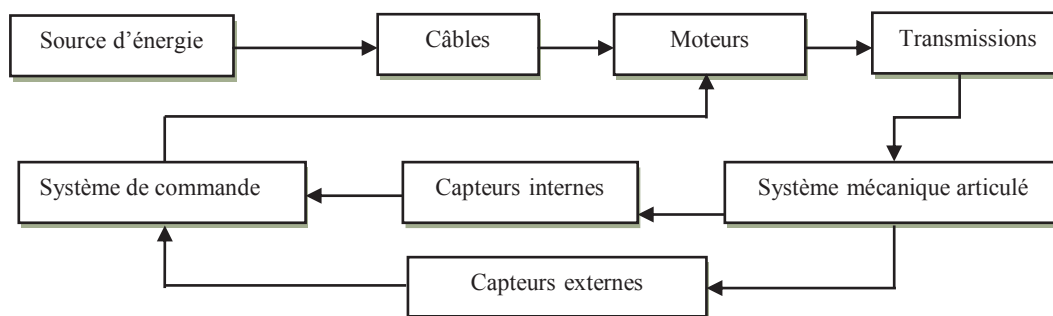 Source d’énergie
Câbles
Moteurs
Transmissions
Système de commande
Capteurs internes
Système mécanique articulé
Capteurs externes